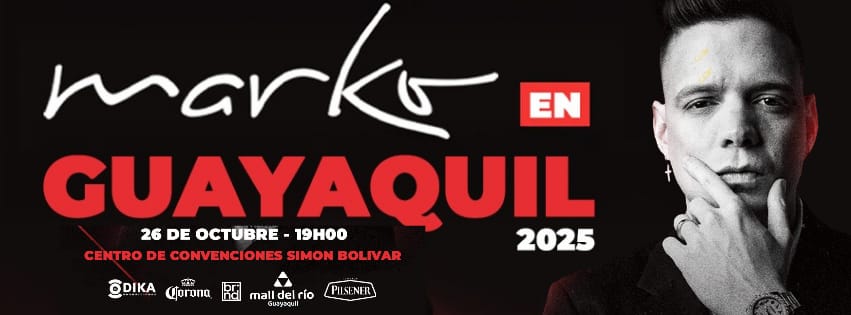 marko
EN
GUAYAQUIL
2025
26 DE OCTUBRE - 19H00
CENTRO DE CONVENCIONES SIMON BOLIVAR
DIKA
Corona
brnd
mall del río
Guayaquil
PILSENER